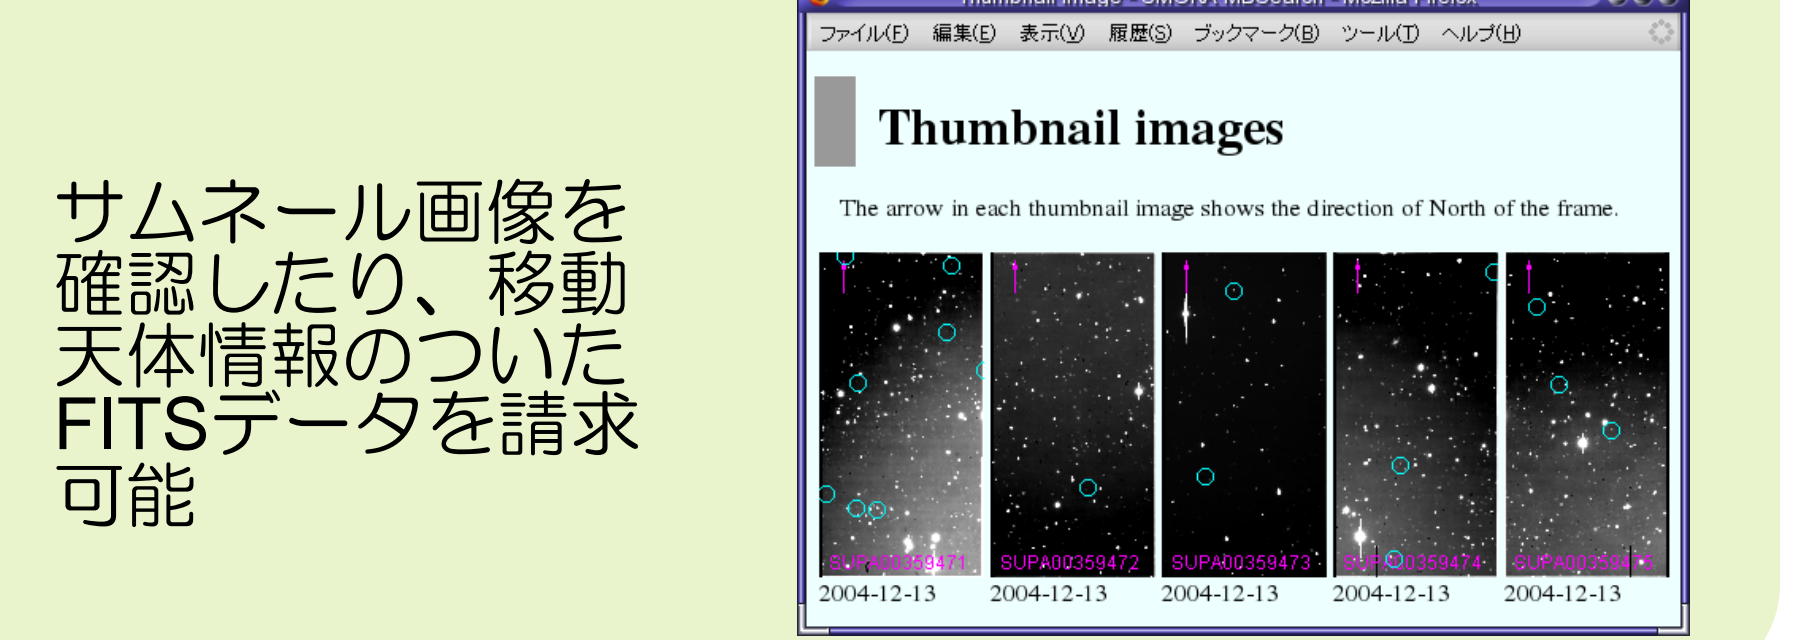 サムネール画像を
確認したり、移動
天体情報のついた
FITSデータを請求
可能
ファイル(F) 編集(E) 表示(V) 履歴(S) ブックマーク(B) ツール(T) ヘルプ(H)
Thumbnail images
The arrow in each thumbnail image shows the direction of North of the frame.
SUPA00359471 SUPA00359472 SUPA00359473 SUPA00359474 SUPA00359475
2004-12-13 2004-12-13 2004-12-13 2004-12-13 2004-12-13